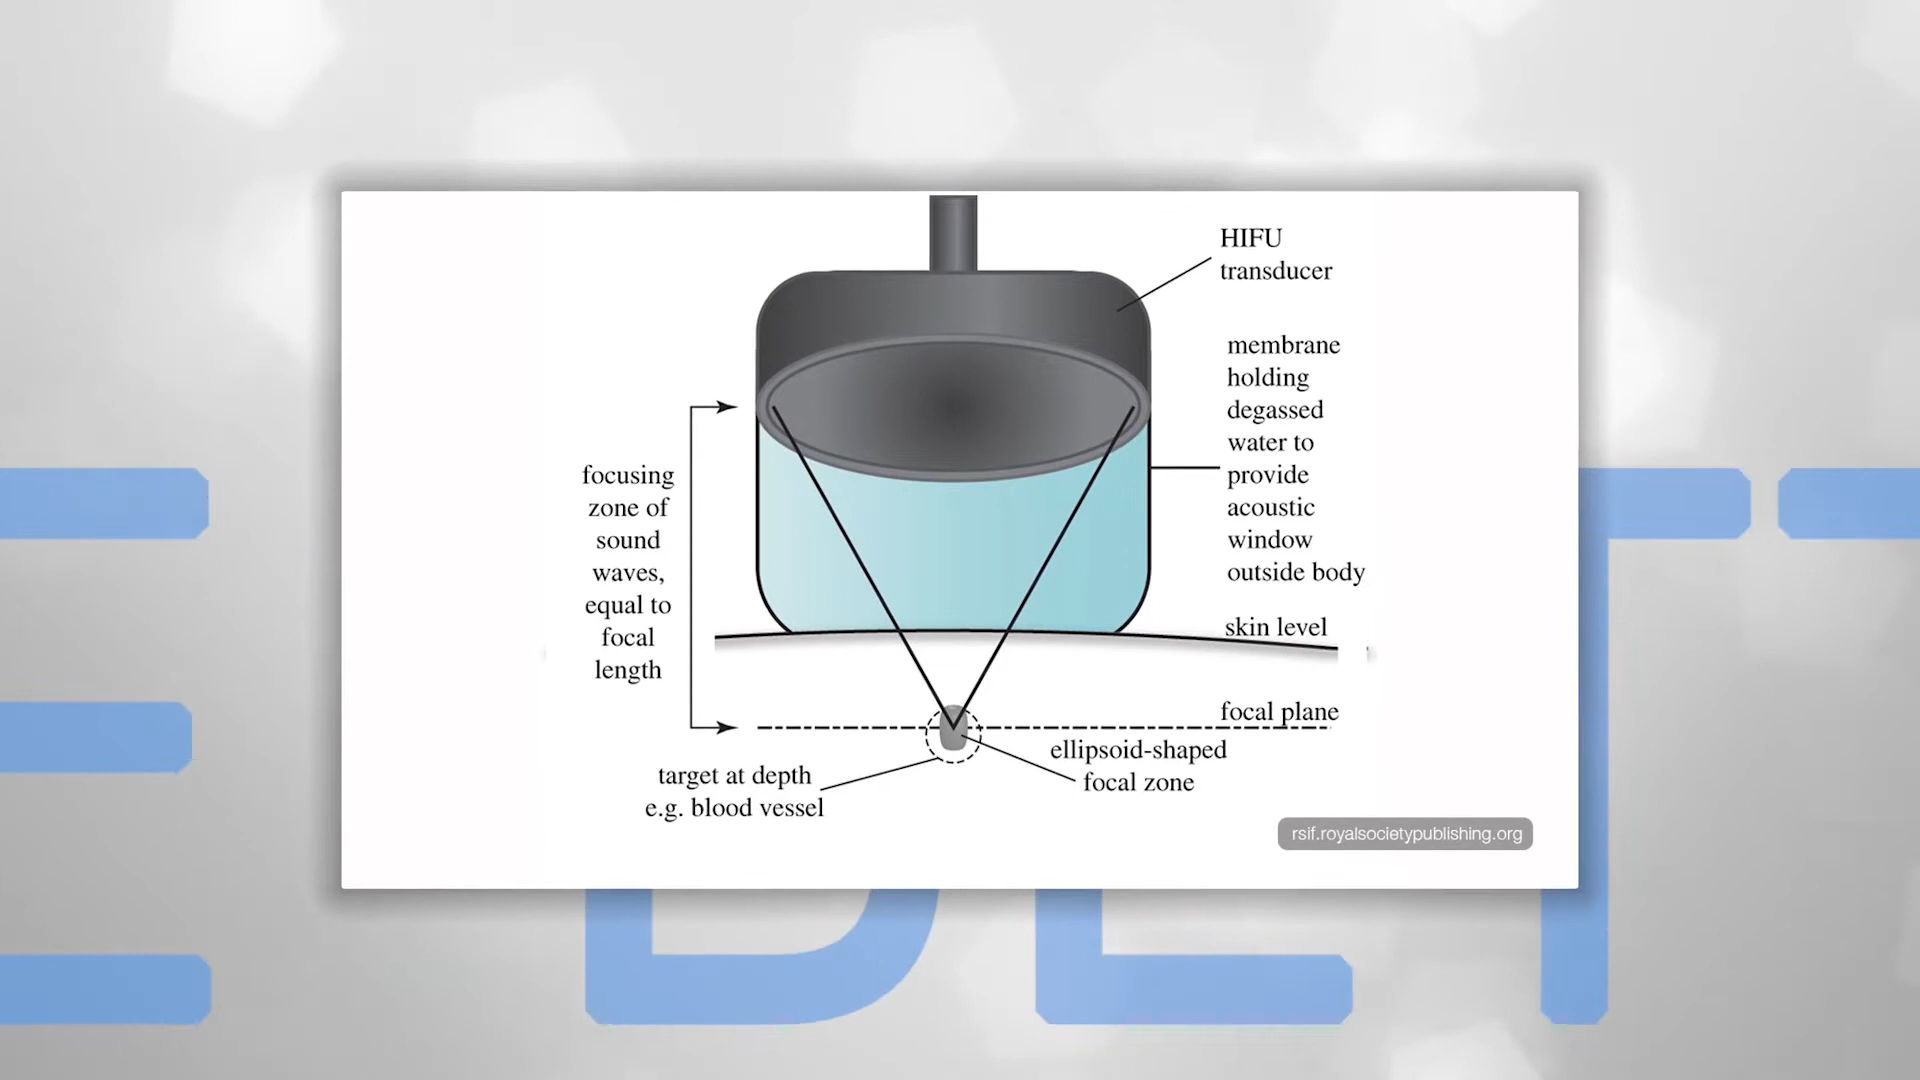 HIFU
transducer
membrane
holding
degassed
water to
provide
acoustic
window
outside body
focusing
zone of
sound
waves,
equal to
focal
length
skin level
focal plane
ellipsoid-shaped
focal zone
target at depth
e.g. blood vessel
rsif.royalsocietypublishing.org